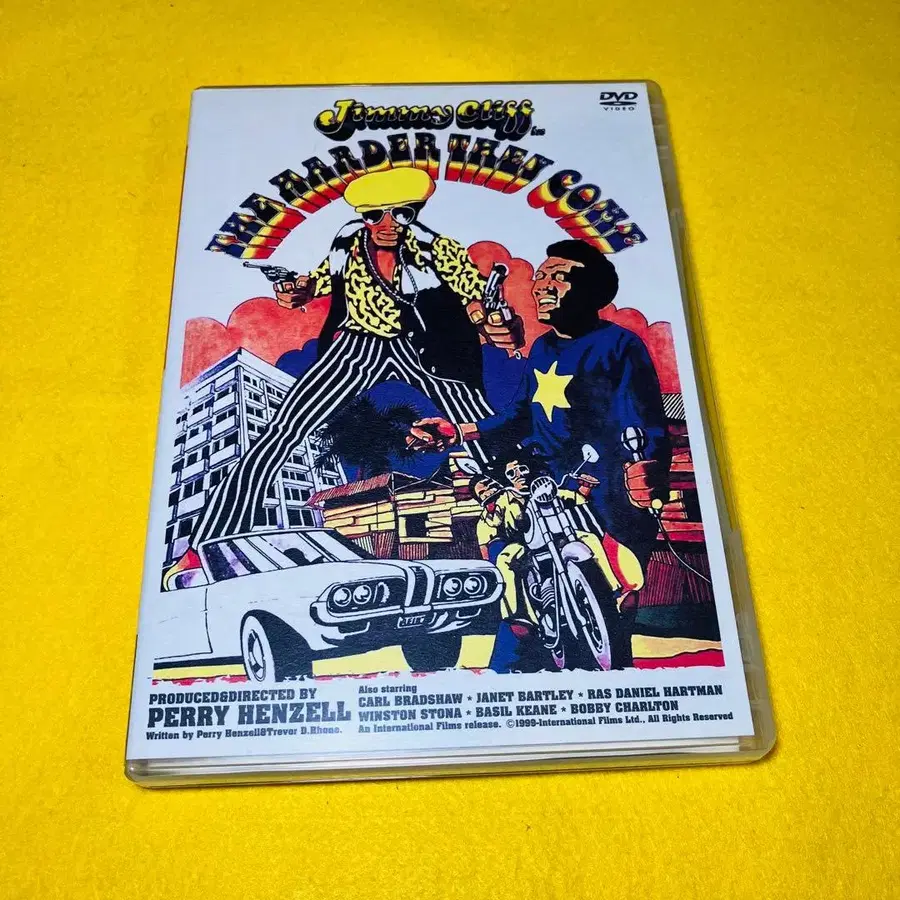 DVD
VIDEO
Jimmy Cliff
in
THE HARDER THEY COME
PRODUCED&DIRECTED BY
PERRY HENZELL
Written by Perry Henzell&Trevor D.Rhone.
Also starring
CARL BRADSHAW ★ JANET BARTLEY ★ RAS DANIEL HARTMAN
WINSTON STONA ★ BASIL KEANE ★ BOBBY CHARLTON
An International Films release. ©1999-International Films Ltd., All Rights Reserved